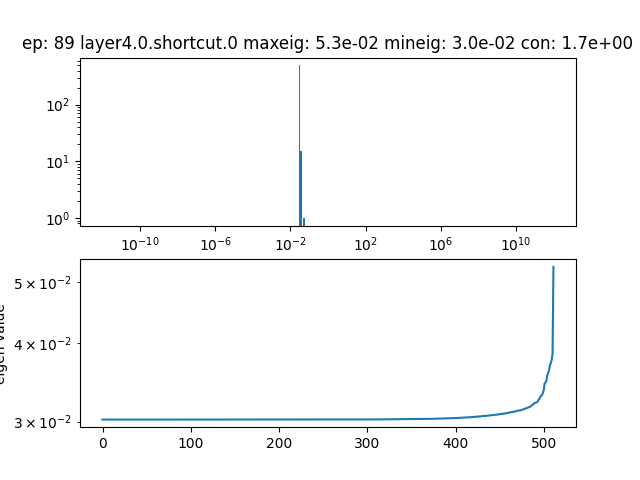 ep: 89 layer4.0.shortcut.0 maxeig: 5.3e-02 mineig: 3.0e-02 con: 1.7e+00
10²
10¹
10⁰
10⁻¹⁰ 10⁻⁶ 10⁻² 10² 10⁶ 10¹⁰
5 × 10⁻²
4 × 10⁻²
3 × 10⁻²
eigen value
0 100 200 300 400 500